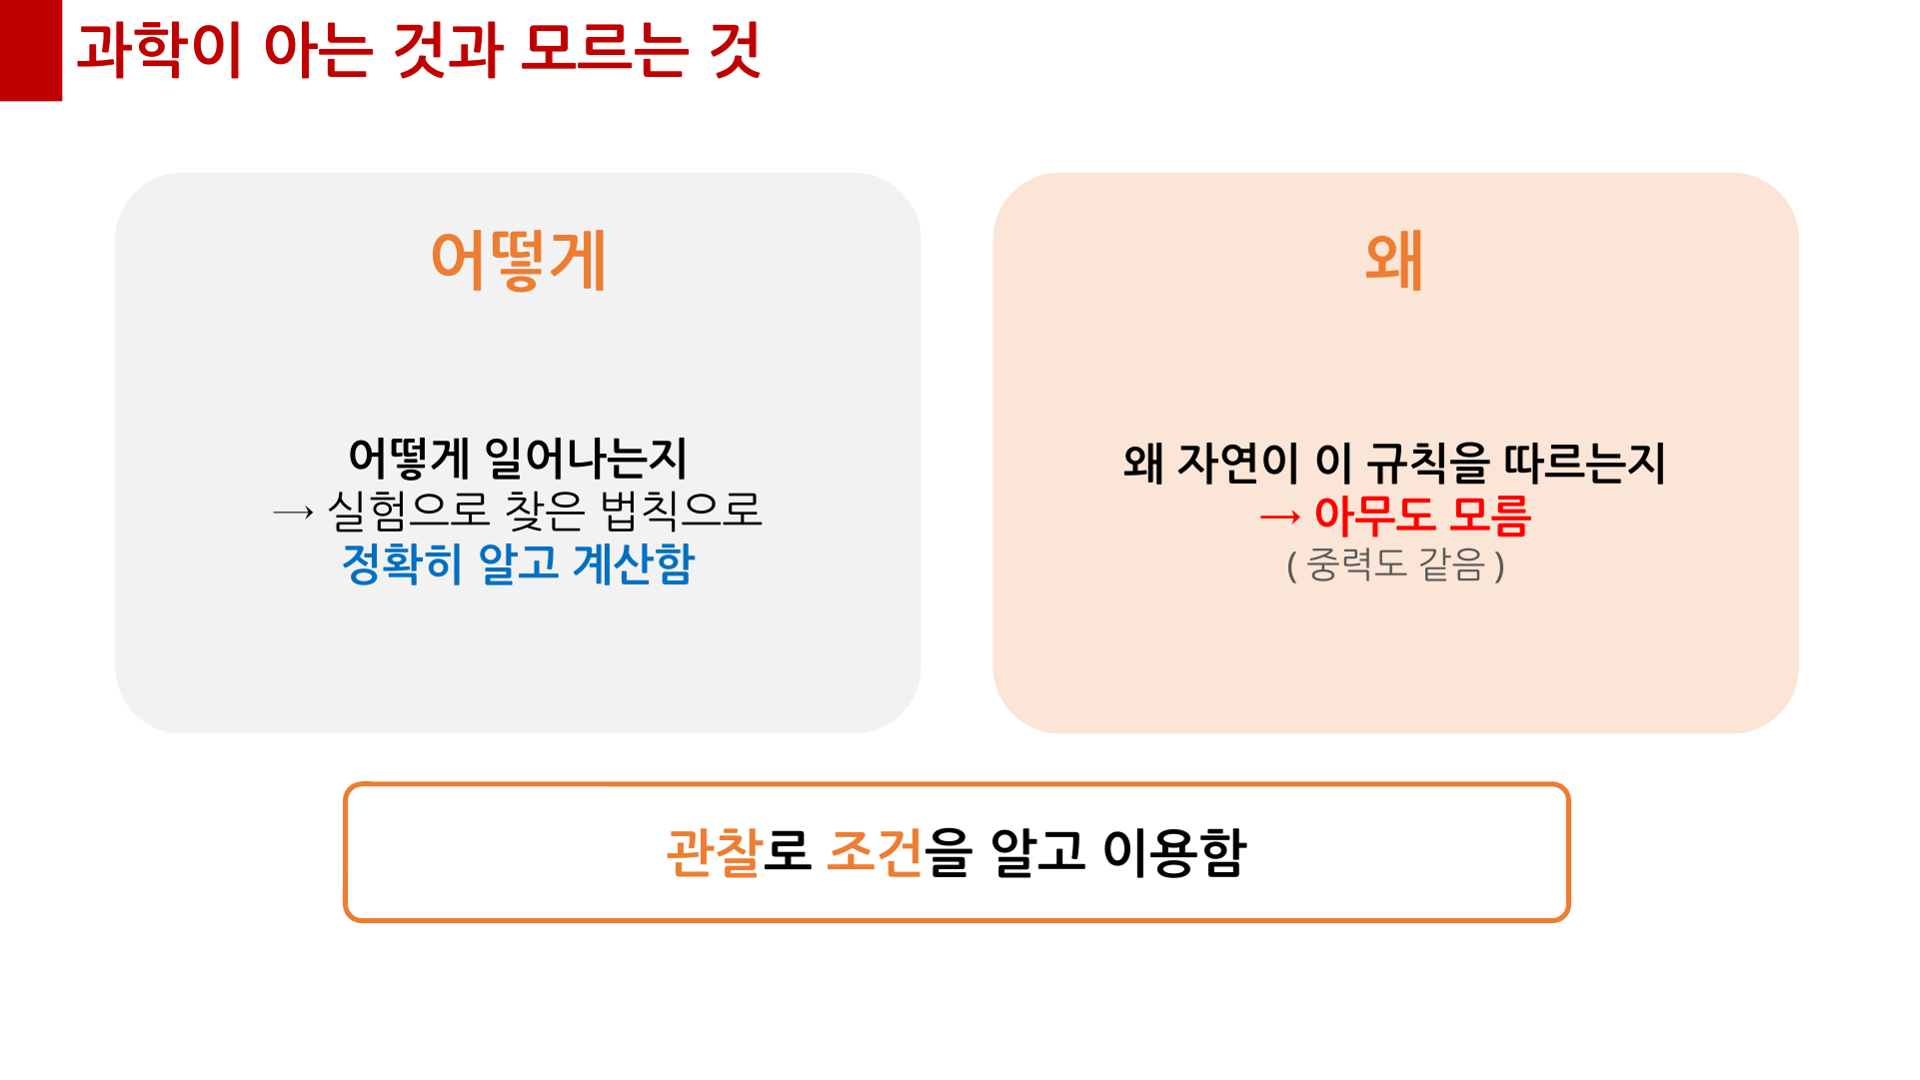 과학이 아는 것과 모르는 것
어떻게
어떻게 일어나는지
→ 실험으로 찾은 법칙으로
정확히 알고 계산함
왜
왜 자연이 이 규칙을 따르는지
→ 아무도 모름
( 중력도 같음 )
관찰로 조건을 알고 이용함